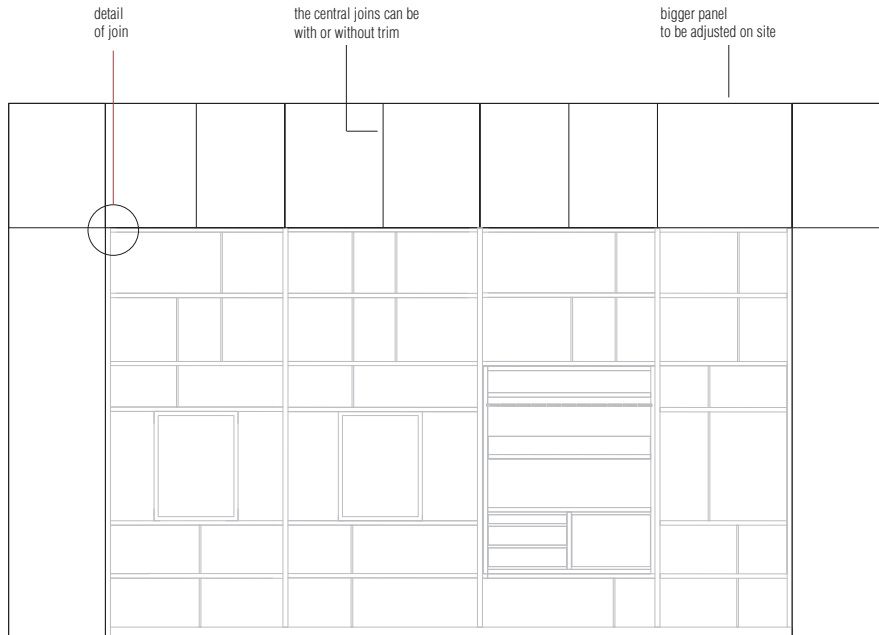 detail
of join
the central joins can be
with or without trim
bigger panel
to be adjusted on site